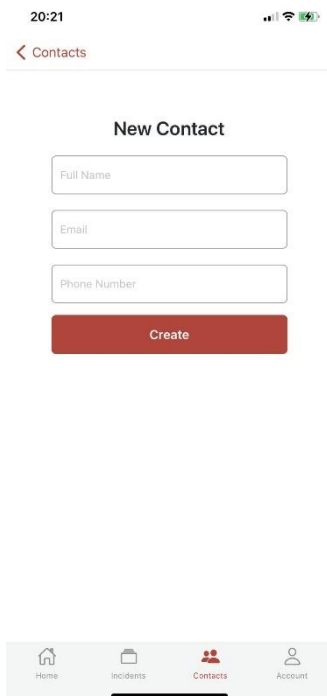 20:21
Contacts
New Contact
Full Name
Email
Phone Number
Create
Home Incidents Contacts Account